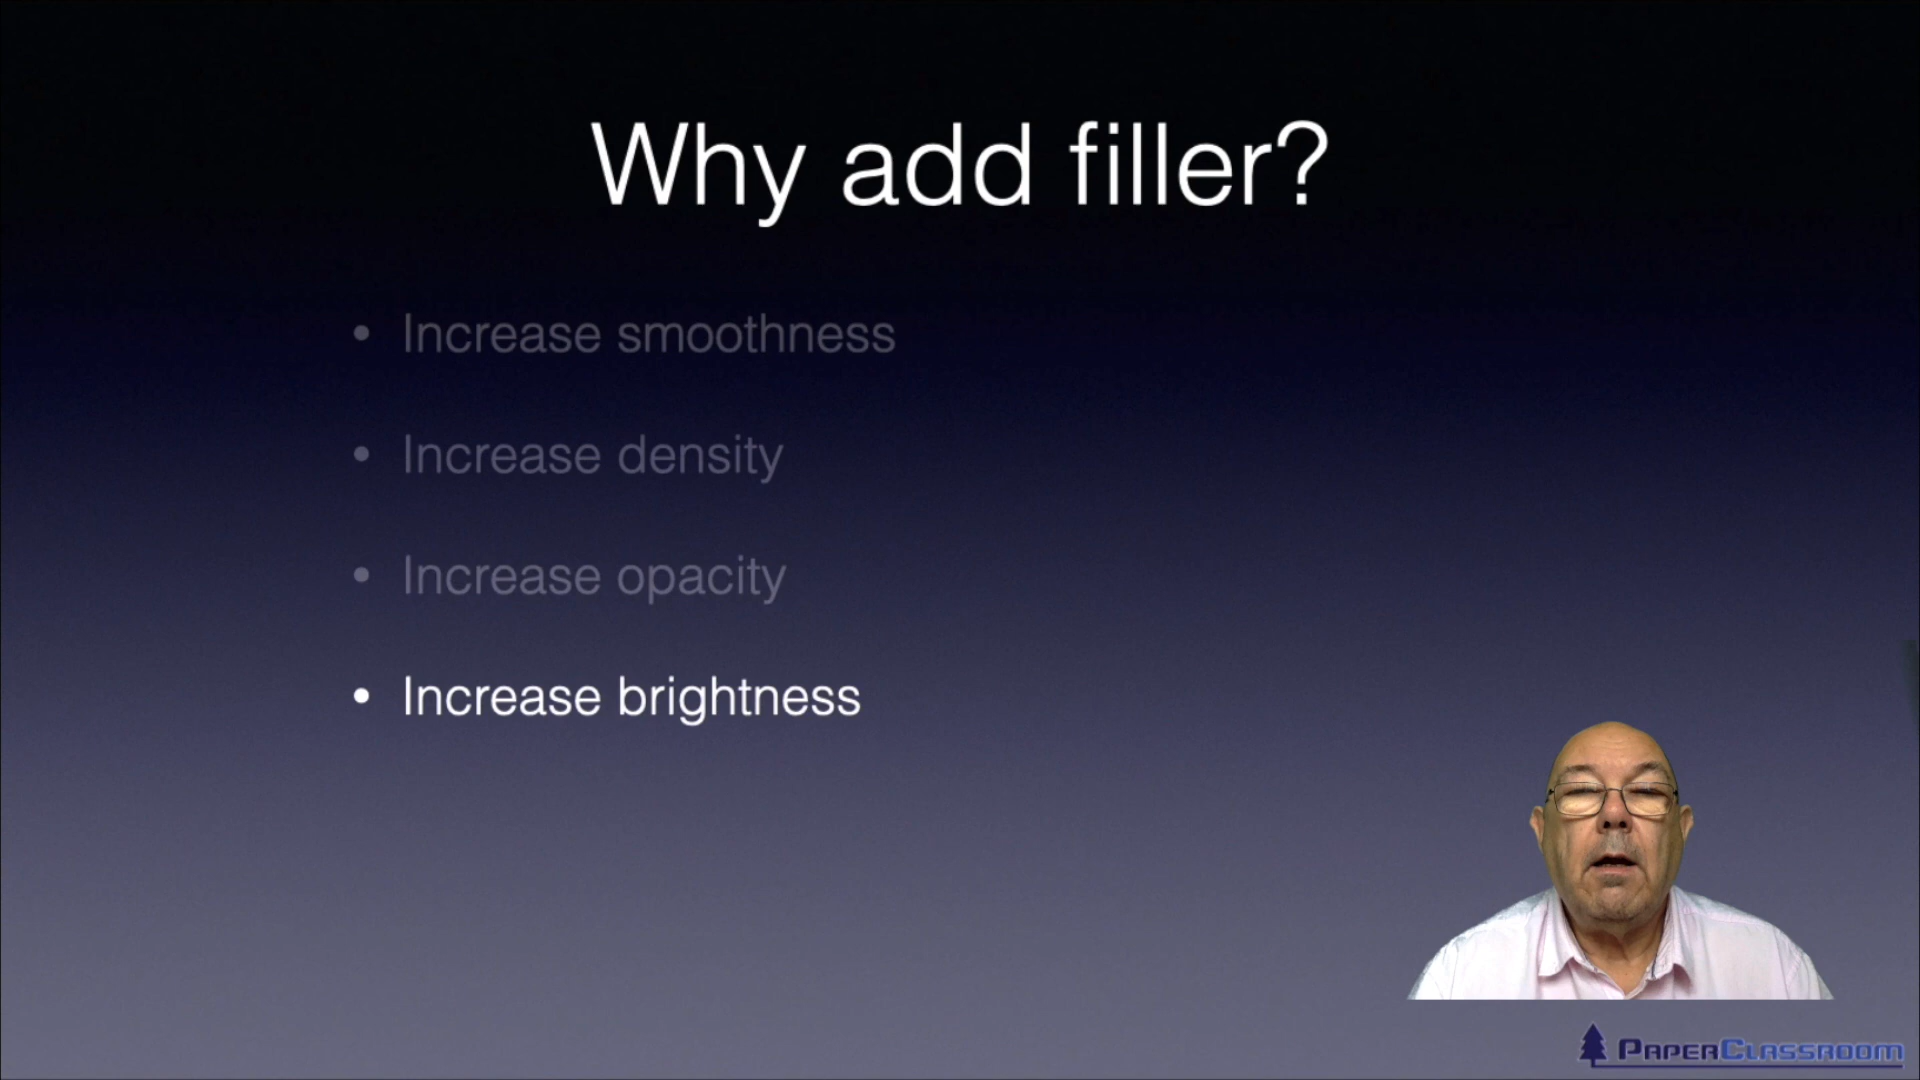 Why add filler?
• Increase smoothness
• Increase density
• Increase opacity
• Increase brightness
PAPERCLASSROOM